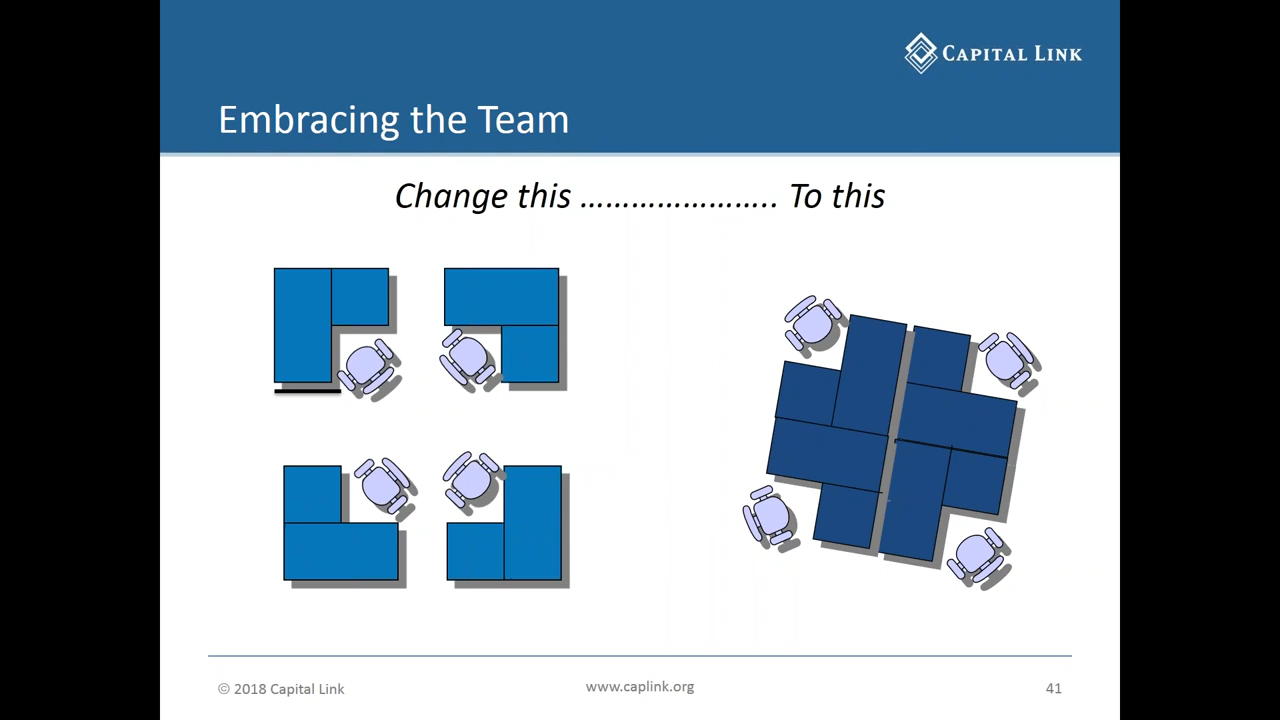 CAPITAL LINK
Embracing the Team
Change this ………………….. To this
© 2018 Capital Link
www.caplink.org
41